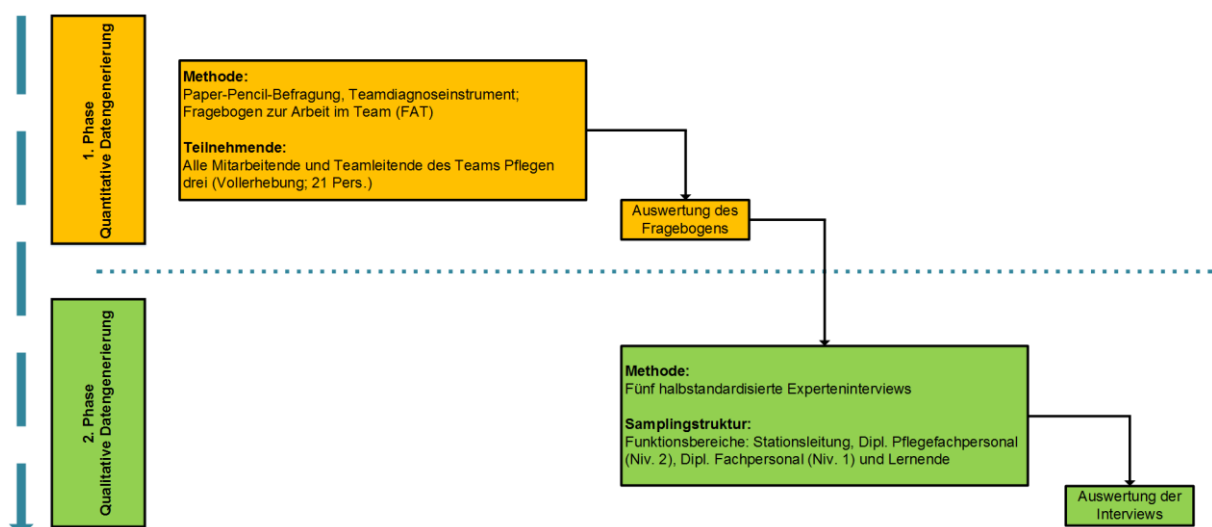 1. Phase
Quantitative Datengenerierung
Methode:
Paper-Pencil-Befragung, Teamdiagnoseinstrument;
Fragebogen zur Arbeit im Team (FAT)
Teilnehmende:
Alle Mitarbeitende und Teamleitende des Teams Pflegen
drei (Vollerhebung; 21 Pers.)
Auswertung des
Fragebogens
2. Phase
Qualitative Datengenerierung
Methode:
Fünf halbstandardisierte Experteninterviews
Samplingstruktur:
Funktionsbereiche: Stationsleitung, Dipl. Pflegefachpersonal
(Niv. 2), Dipl. Fachpersonal (Niv. 1) und Lernende
Auswertung der
Interviews